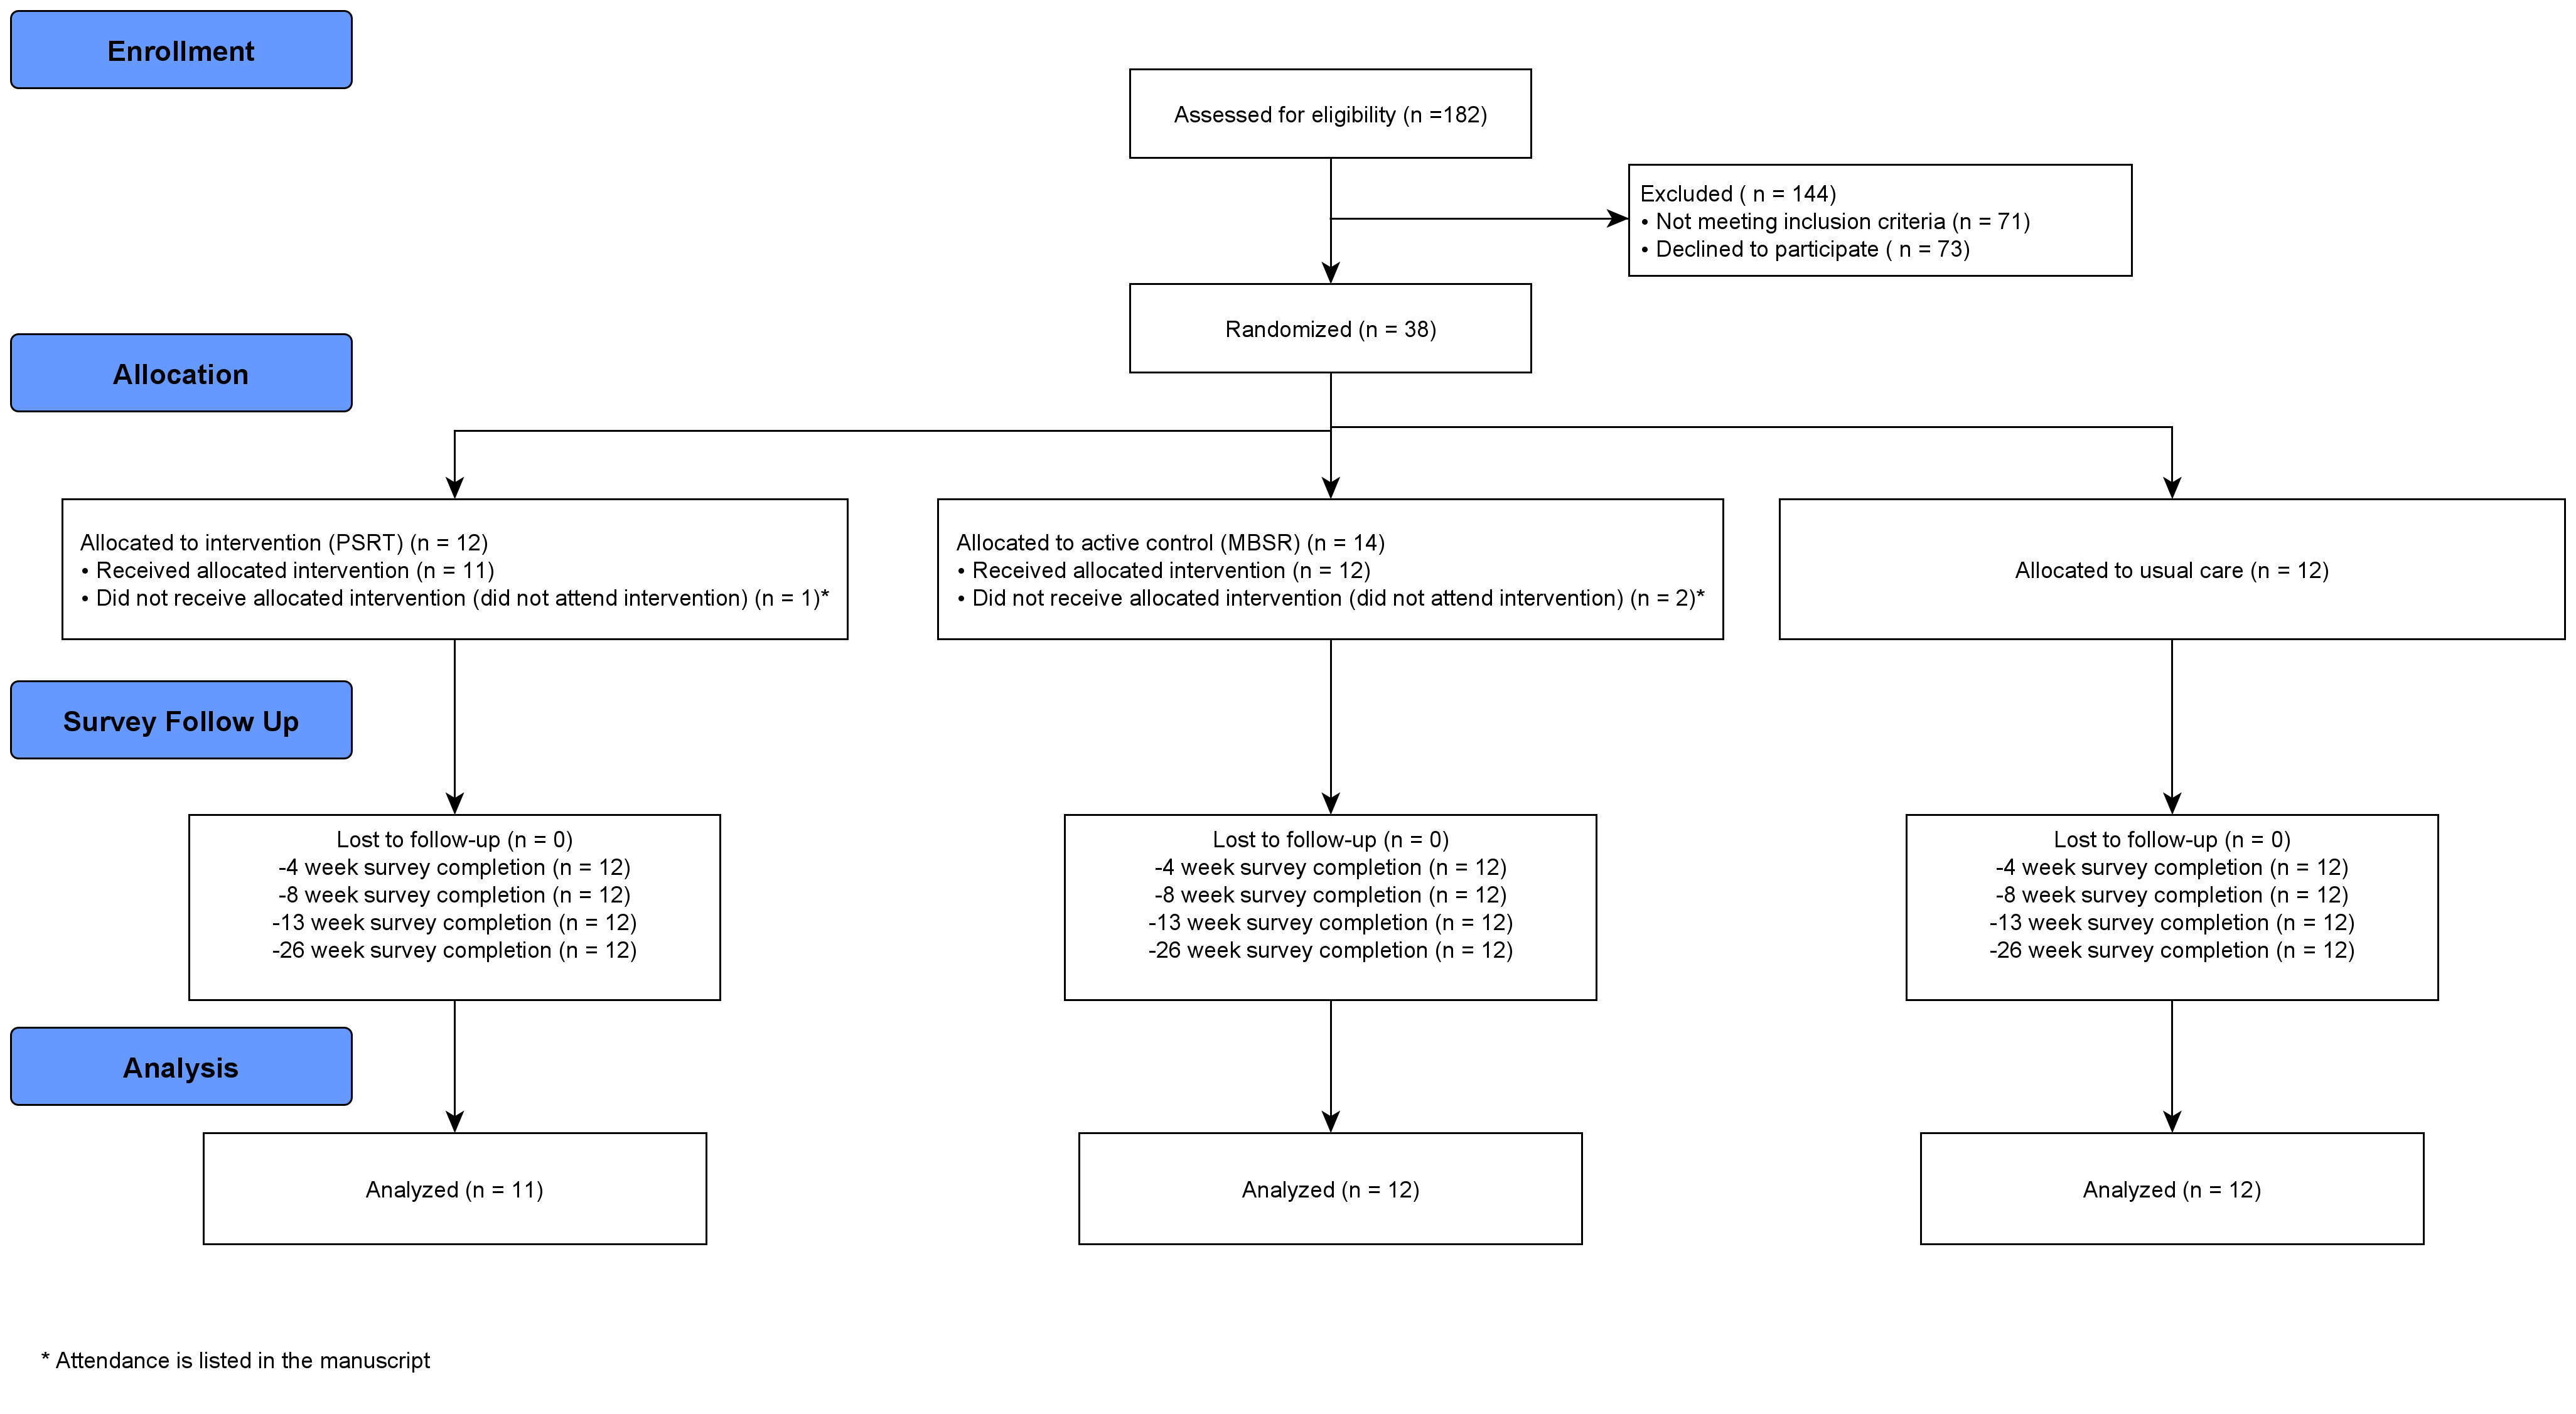 Enrollment
Assessed for eligibility (n =182)
Excluded ( n = 144)
• Not meeting inclusion criteria (n = 71)
• Declined to participate ( n = 73)
Randomized (n = 38)
Allocation
Allocated to intervention (PSRT) (n = 12)
• Received allocated intervention (n = 11)
• Did not receive allocated intervention (did not attend intervention) (n = 1)*
Allocated to active control (MBSR) (n = 14)
• Received allocated intervention (n = 12)
• Did not receive allocated intervention (did not attend intervention) (n = 2)*
Allocated to usual care (n = 12)
Survey Follow Up
Lost to follow-up (n = 0)
-4 week survey completion (n = 12)
-8 week survey completion (n = 12)
-13 week survey completion (n = 12)
-26 week survey completion (n = 12)
Lost to follow-up (n = 0)
-4 week survey completion (n = 12)
-8 week survey completion (n = 12)
-13 week survey completion (n = 12)
-26 week survey completion (n = 12)
Lost to follow-up (n = 0)
-4 week survey completion (n = 12)
-8 week survey completion (n = 12)
-13 week survey completion (n = 12)
-26 week survey completion (n = 12)
Analysis
Analyzed (n = 11)
Analyzed (n = 12)
Analyzed (n = 12)
* Attendance is listed in the manuscript